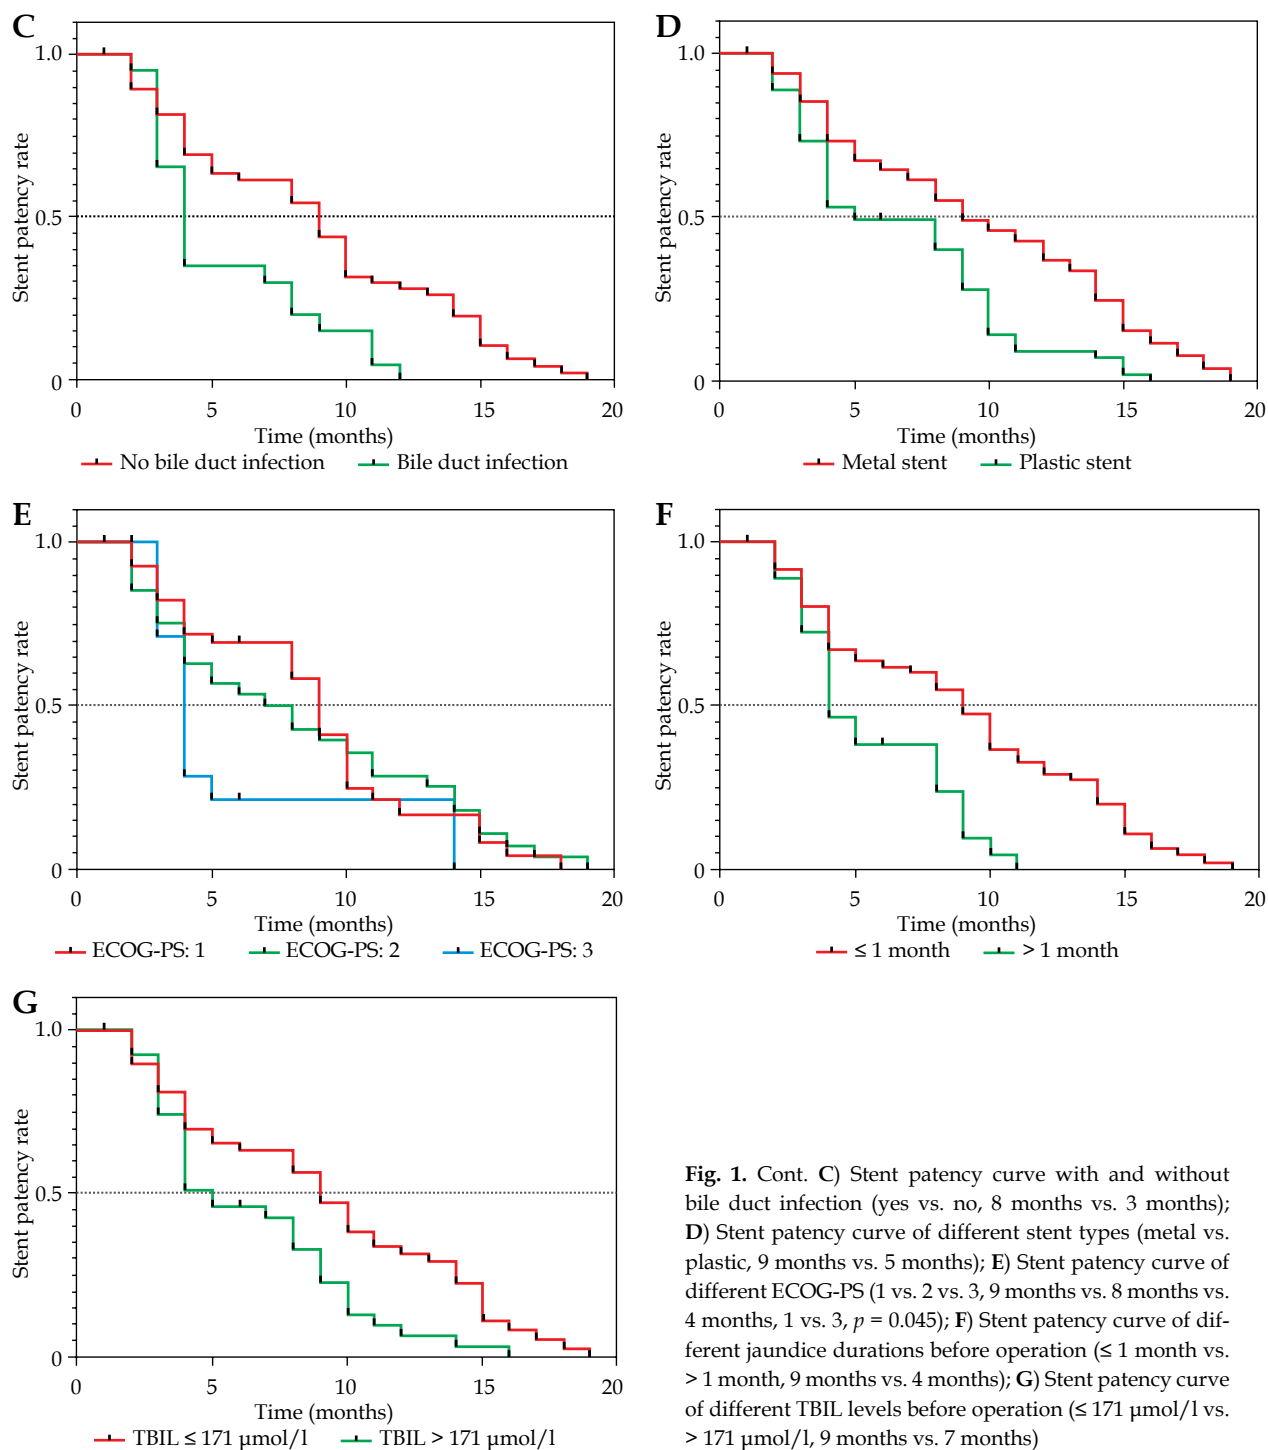 C
1.0
0.5
0
Stent patency rate
0 5 10 15 20
Time (months)
No bile duct infection Bile duct infection
D
1.0
0.5
0
Stent patency rate
0 5 10 15 20
Time (months)
Metal stent Plastic stent
E
1.0
0.5
0
Stent patency rate
0 5 10 15 20
Time (months)
ECOG-PS: 1 ECOG-PS: 2 ECOG-PS: 3
F
1.0
0.5
0
Stent patency rate
0 5 10 15 20
Time (months)
≤ 1 month > 1 month
G
1.0
0.5
0
Stent patency rate
0 5 10 15 20
Time (months)
TBIL ≤ 171 μmol/l TBIL > 171 μmol/l
Fig. 1. Cont. C) Stent patency curve with and without
bile duct infection (yes vs. no, 8 months vs. 3 months);
D) Stent patency curve of different stent types (metal vs.
plastic, 9 months vs. 5 months); E) Stent patency curve of
different ECOG-PS (1 vs. 2 vs. 3, 9 months vs. 8 months vs.
4 months, 1 vs. 3, p = 0.045); F) Stent patency curve of dif-
ferent jaundice durations before operation (≤ 1 month vs.
> 1 month, 9 months vs. 4 months); G) Stent patency curve
of different TBIL levels before operation (≤ 171 μmol/l vs.
> 171 μmol/l, 9 months vs. 7 months)